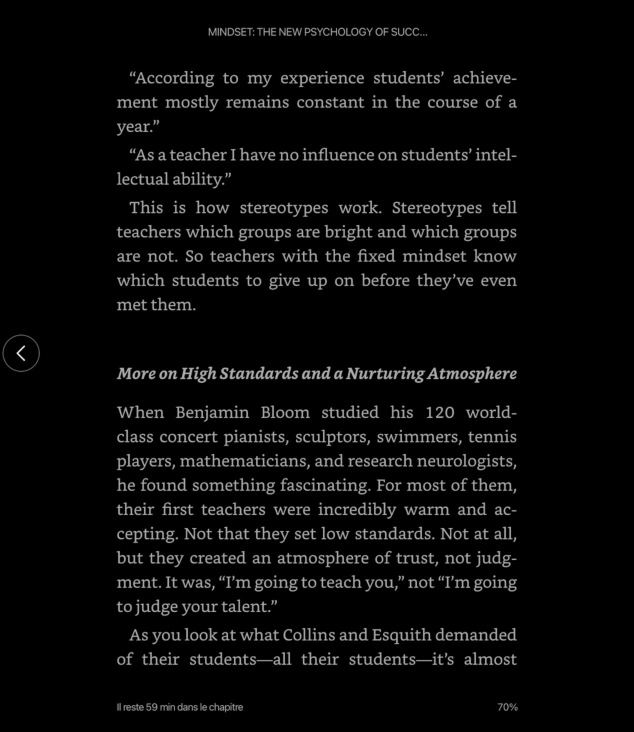 MINDSET: THE NEW PSYCHOLOGY OF SUCC...
“According to my experience students’ achieve-
ment mostly remains constant in the course of a
year.”
“As a teacher I have no influence on students’ intel-
lectual ability.”
This is how stereotypes work. Stereotypes tell
teachers which groups are bright and which groups
are not. So teachers with the fixed mindset know
which students to give up on before they’ve even
met them.
More on High Standards and a Nurturing Atmosphere
When Benjamin Bloom studied his 120 world-
class concert pianists, sculptors, swimmers, tennis
players, mathematicians, and research neurologists,
he found something fascinating. For most of them,
their first teachers were incredibly warm and ac-
cepting. Not that they set low standards. Not at all,
but they created an atmosphere of trust, not judg-
ment. It was, “I’m going to teach you,” not “I’m going
to judge your talent.”
As you look at what Collins and Esquith demanded
of their students—all their students—it’s almost
Il reste 59 min dans le chapitre
70%